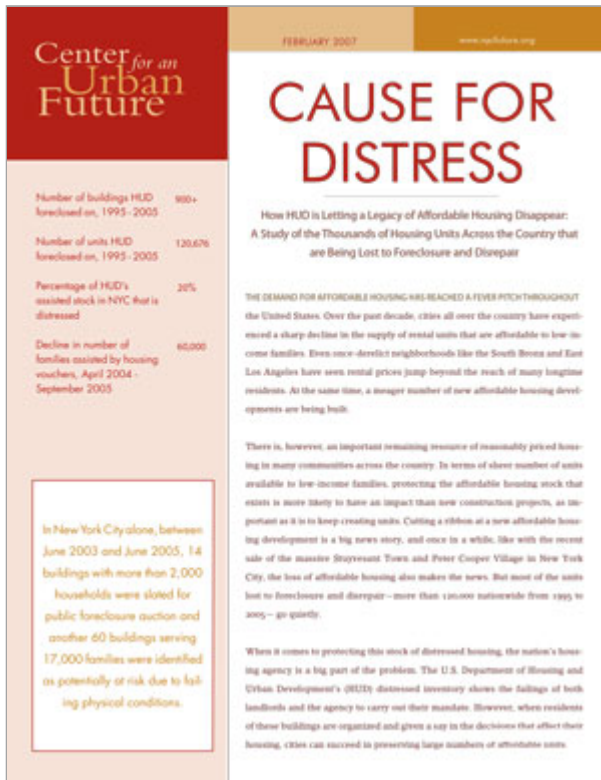 Center for an
Urban
Future
FEBRUARY 2007
www.nycfuture.org
CAUSE FOR
DISTRESS
How HUD is Letting a Legacy of Affordable Housing Disappear:
A Study of the Thousands of Housing Units Across the Country that
are Being Lost to Foreclosure and Disrepair
Number of buildings HUD 900+
foreclosed on, 1995 - 2005
Number of units HUD 120,676
foreclosed on, 1995 - 2005
Percentage of HUD's 20%
assisted stock in NYC that is
distressed
Decline in number of 60,000
families assisted by housing
vouchers, April 2004 -
September 2005
In New York City alone, between
June 2003 and June 2005, 14
buildings with more than 2,000
households were slated for
public foreclosure auction and
another 60 buildings serving
17,000 families were identified
as potentially at risk due to fail-
ing physical conditions.
THE DEMAND FOR AFFORDABLE HOUSING HAS REACHED A FEVER PITCH THROUGHOUT
the United States. Over the past decade, cities all over the country have experi-
enced a sharp decline in the supply of rental units that are affordable to low-in-
come families. Even once-derelict neighborhoods like the South Bronx and East
Los Angeles have seen rental prices jump beyond the reach of many longtime
residents. At the same time, a meager number of new affordable housing devel-
opments are being built.
There is, however, an important remaining resource of reasonably priced hous-
ing in many communities across the country. In terms of sheer number of units
available to low-income families, protecting the affordable housing stock that
exists is more likely to have an impact than new construction projects, as im-
portant as it is to keep creating units. Cutting a ribbon at a new affordable hous-
ing development is a big news story, and once in a while, like with the recent
sale of the massive Stuyvesant Town and Peter Cooper Village in New York
City, the loss of affordable housing also makes the news. But most of the units
lost to foreclosure and disrepair—more than 120,000 nationwide from 1995 to
2005— go quietly.
When it comes to protecting this stock of distressed housing, the nation's hous-
ing agency is a big part of the problem. The U.S. Department of Housing and
Urban Development's (HUD) distressed inventory shows the failings of both
landlords and the agency to carry out their mandate. However, when residents
of these buildings are organized and given a say in the decisions that affect their
housing, cities can succeed in preserving large numbers of affordable units.